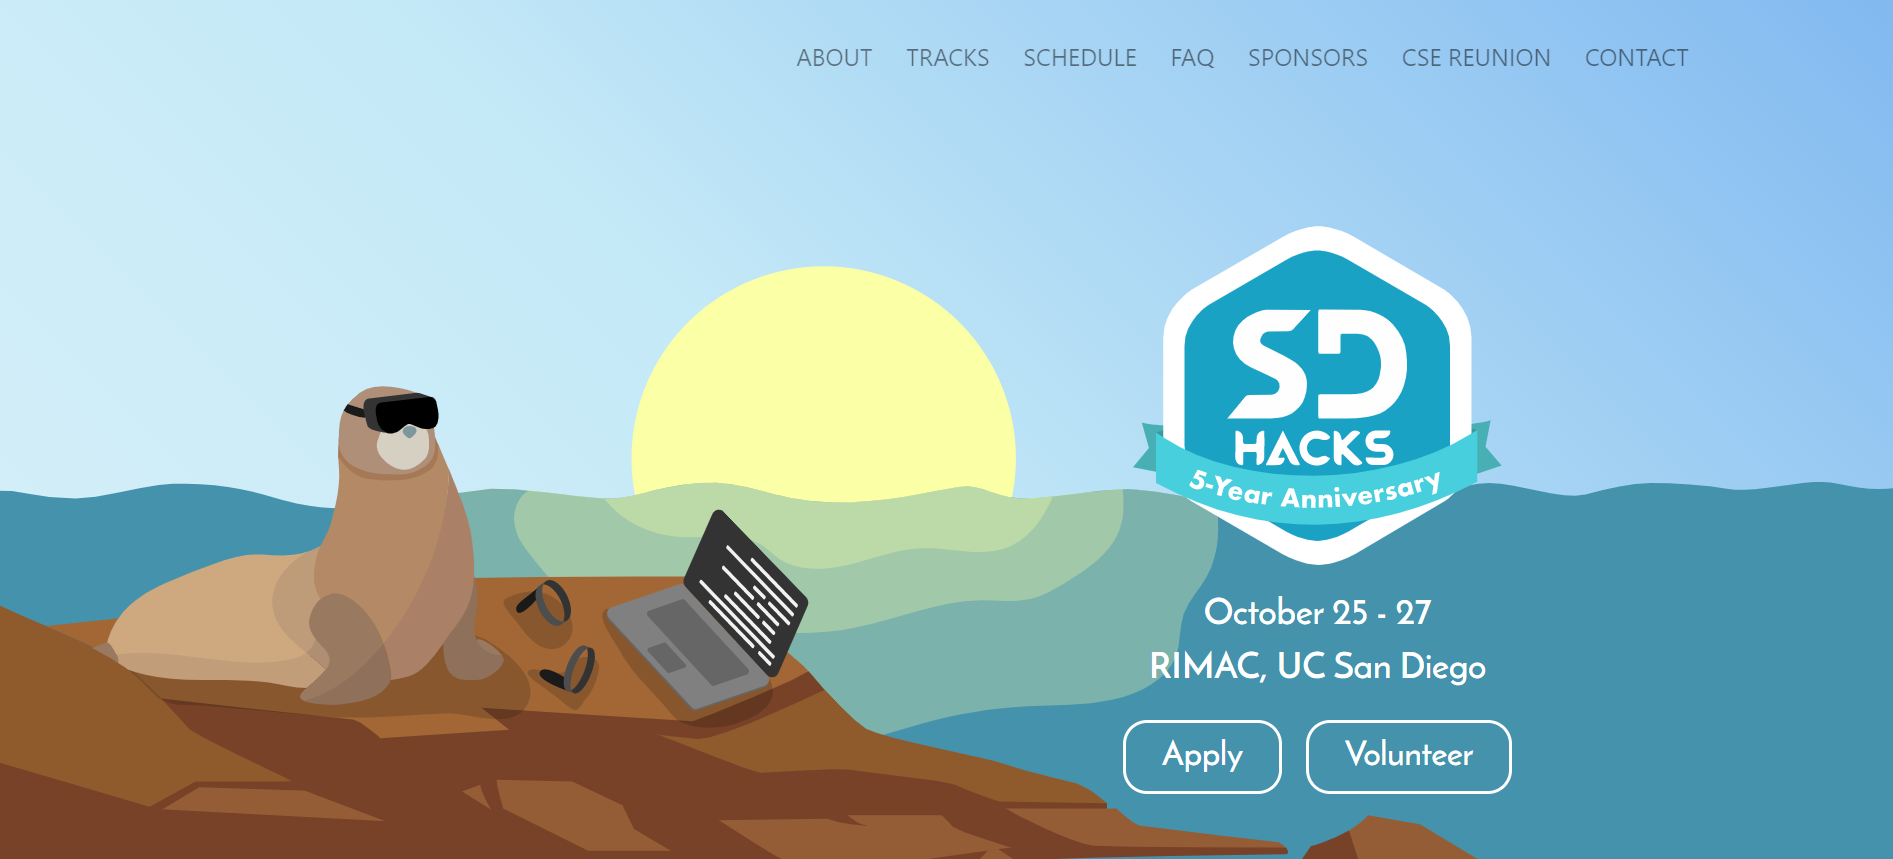 ABOUT TRACKS SCHEDULE FAQ SPONSORS CSE REUNION CONTACT
SD
HACKS
5-Year Anniversary
October 25 - 27
RIMAC, UC San Diego
Apply Volunteer